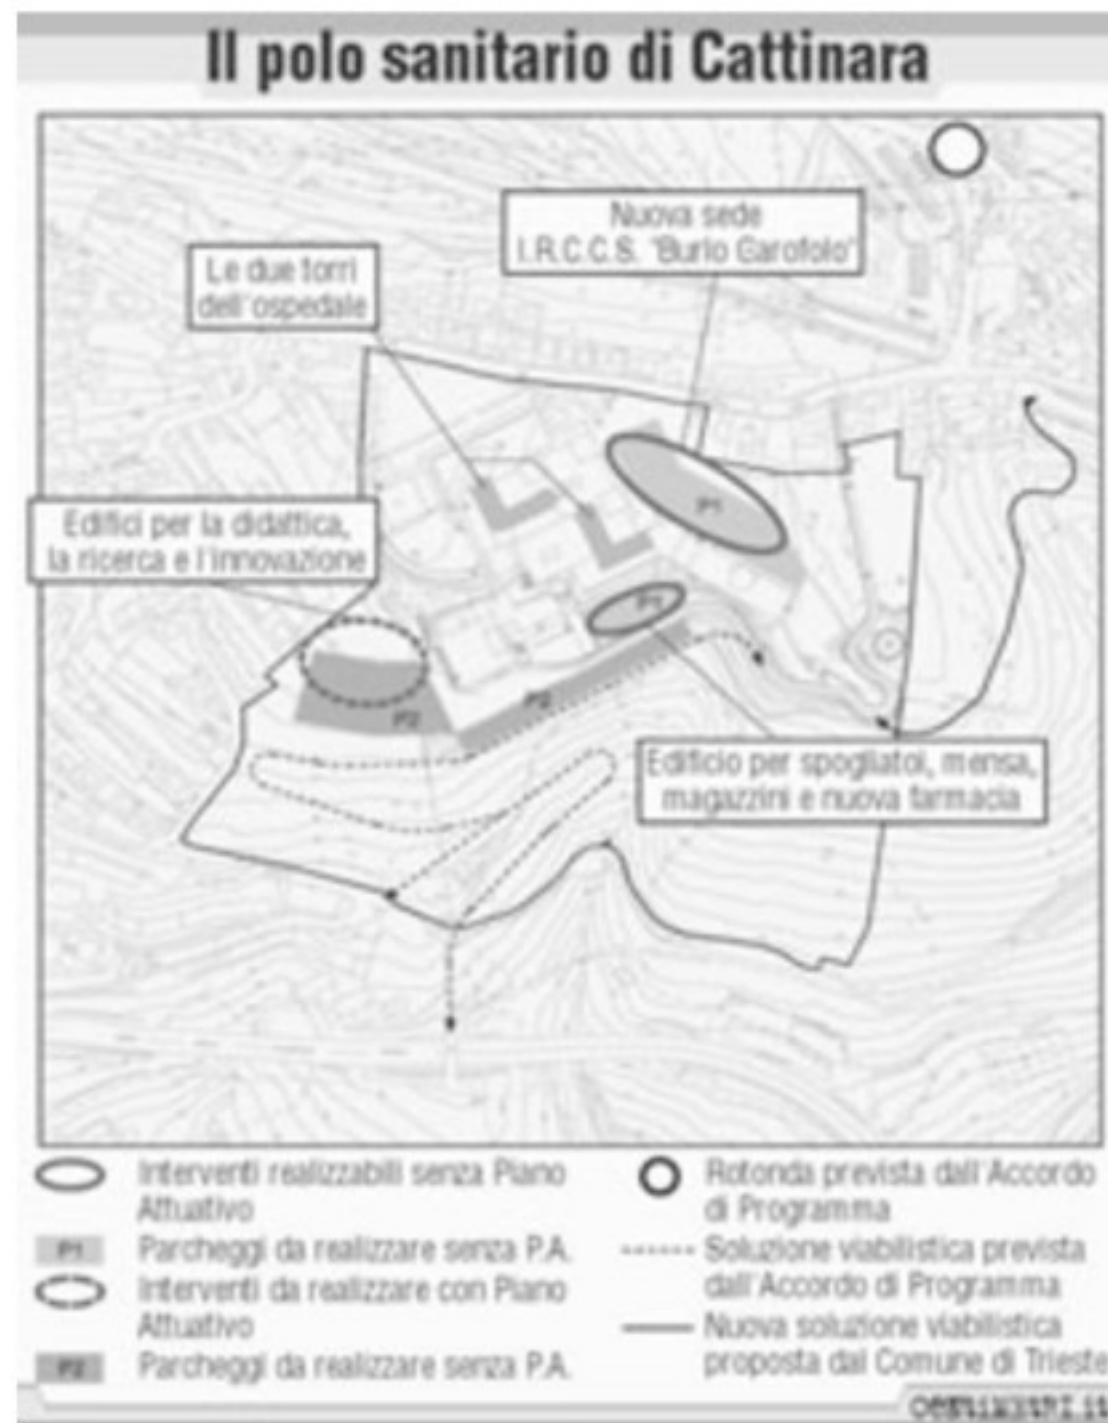 Il polo sanitario di Cattinara
Nuova sede
I.R.C.C.S. "Burlo Garofolo"
Le due torri
dell'ospedale
P1
Edifici per la didattica,
la ricerca e l'innovazione
P1
P2
P2
Edificio per spogliatoi, mensa,
magazzini e nuova farmacia
Interventi realizzabili senza Piano
Attuativo
P1 Parcheggi da realizzare senza P.A.
Interventi da realizzare con Piano
Attuativo
P2 Parcheggi da realizzare senza P.A.
Rotonda prevista dall'Accordo
di Programma
Soluzione viabilistica prevista
dall'Accordo di Programma
Nuova soluzione viabilistica
proposta dal Comune di Trieste
CENTIMETRI.it